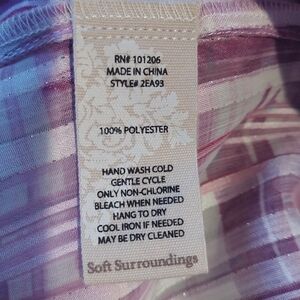 RN# 101206
MADE IN CHINA
STYLE# 2EA93
100% POLYESTER
HAND WASH COLD
GENTLE CYCLE
ONLY NON-CHLORINE
BLEACH WHEN NEEDED
HANG TO DRY
COOL IRON IF NEEDED
MAY BE DRY CLEANED
Soft Surroundings